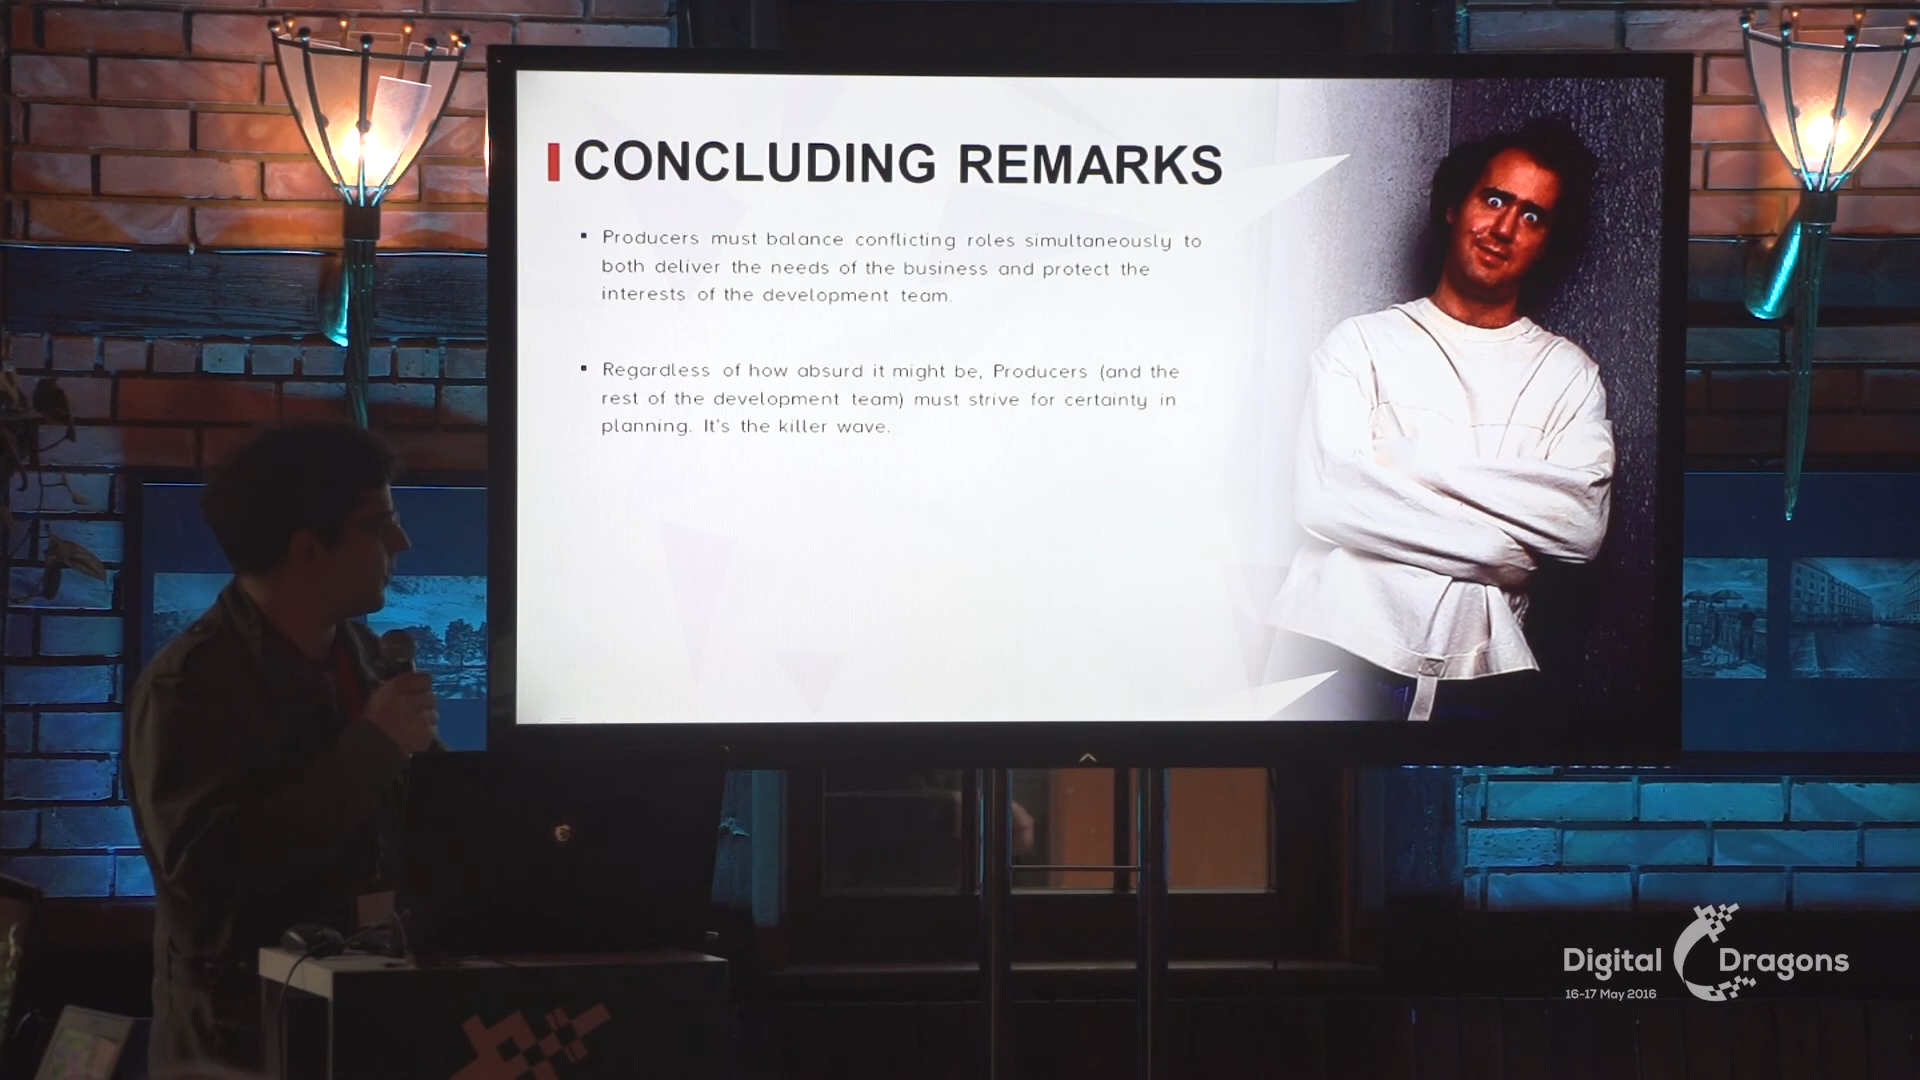 CONCLUDING REMARKS
▪ Producers must balance conflicting roles simultaneously to
both deliver the needs of the business and protect the
interests of the development team.
▪ Regardless of how absurd it might be, Producers (and the
rest of the development team) must strive for certainty in
planning. It's the killer wave.
Digital Dragons
16-17 May 2016